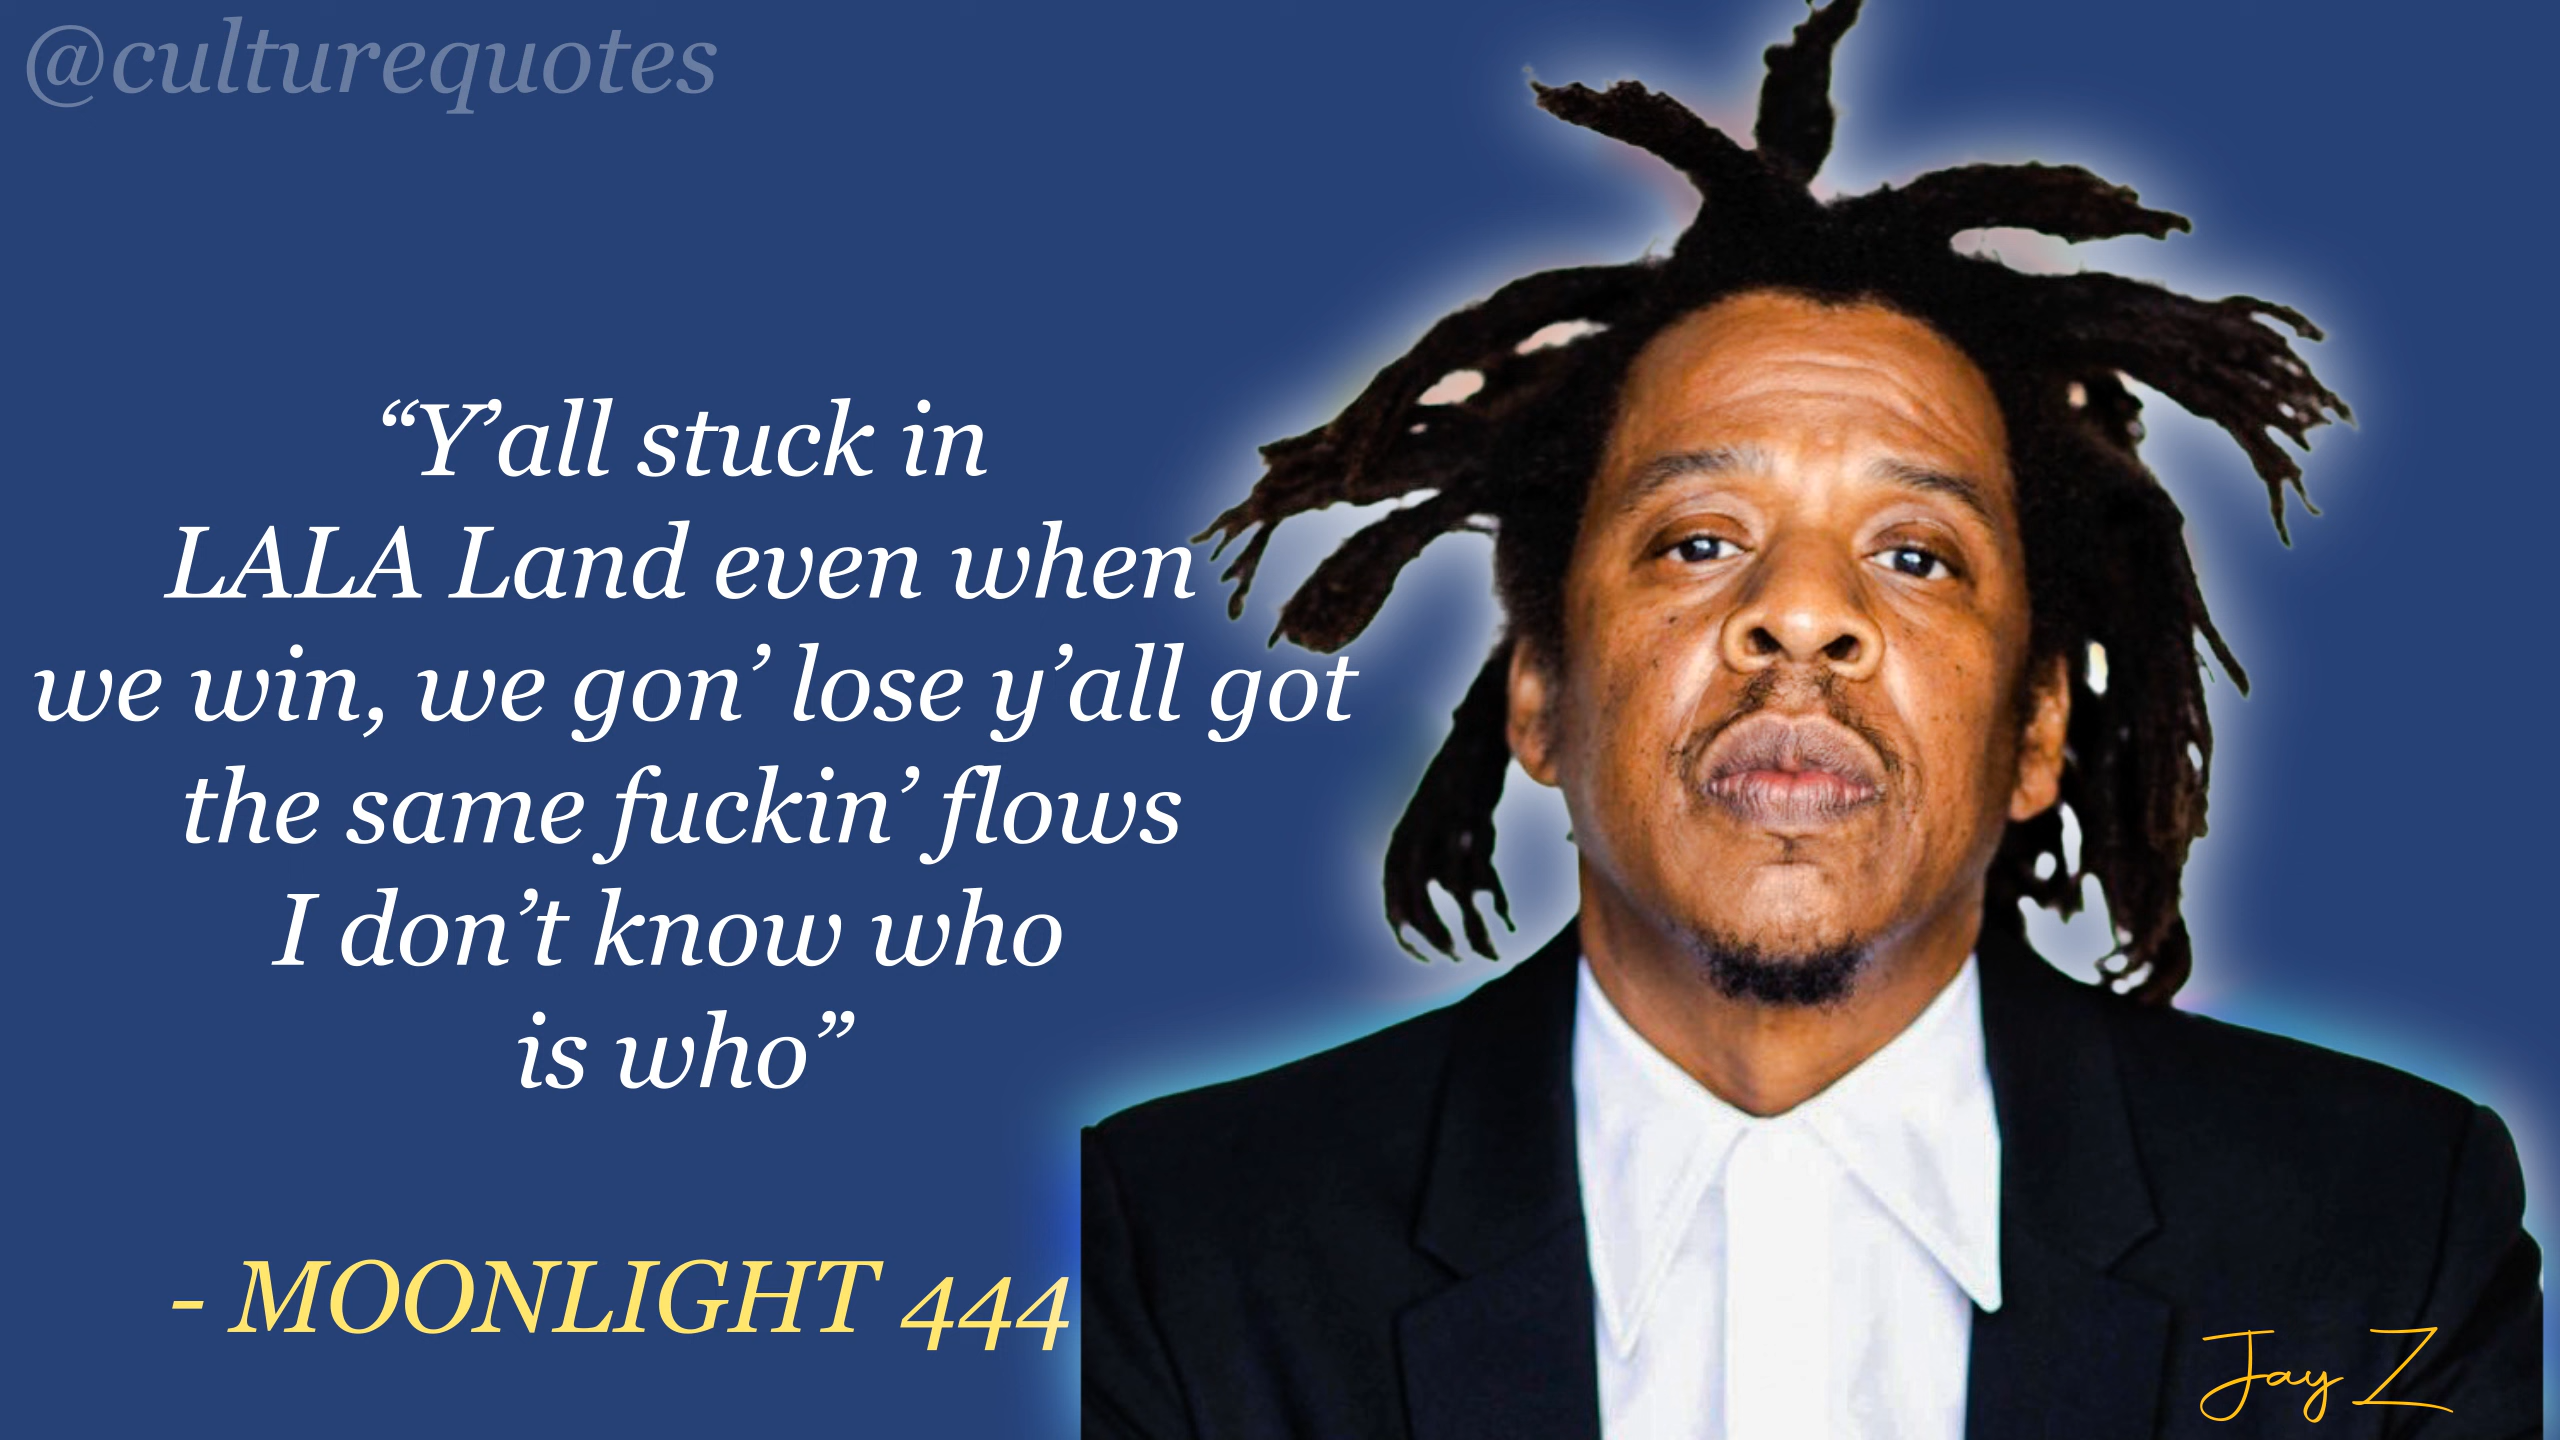 @culturequotes
“Y’all stuck in
LALA Land even when
we win, we gon’ lose y’all got
the same fuckin’ flows
I don’t know who
is who”
- MOONLIGHT 444
Jay Z